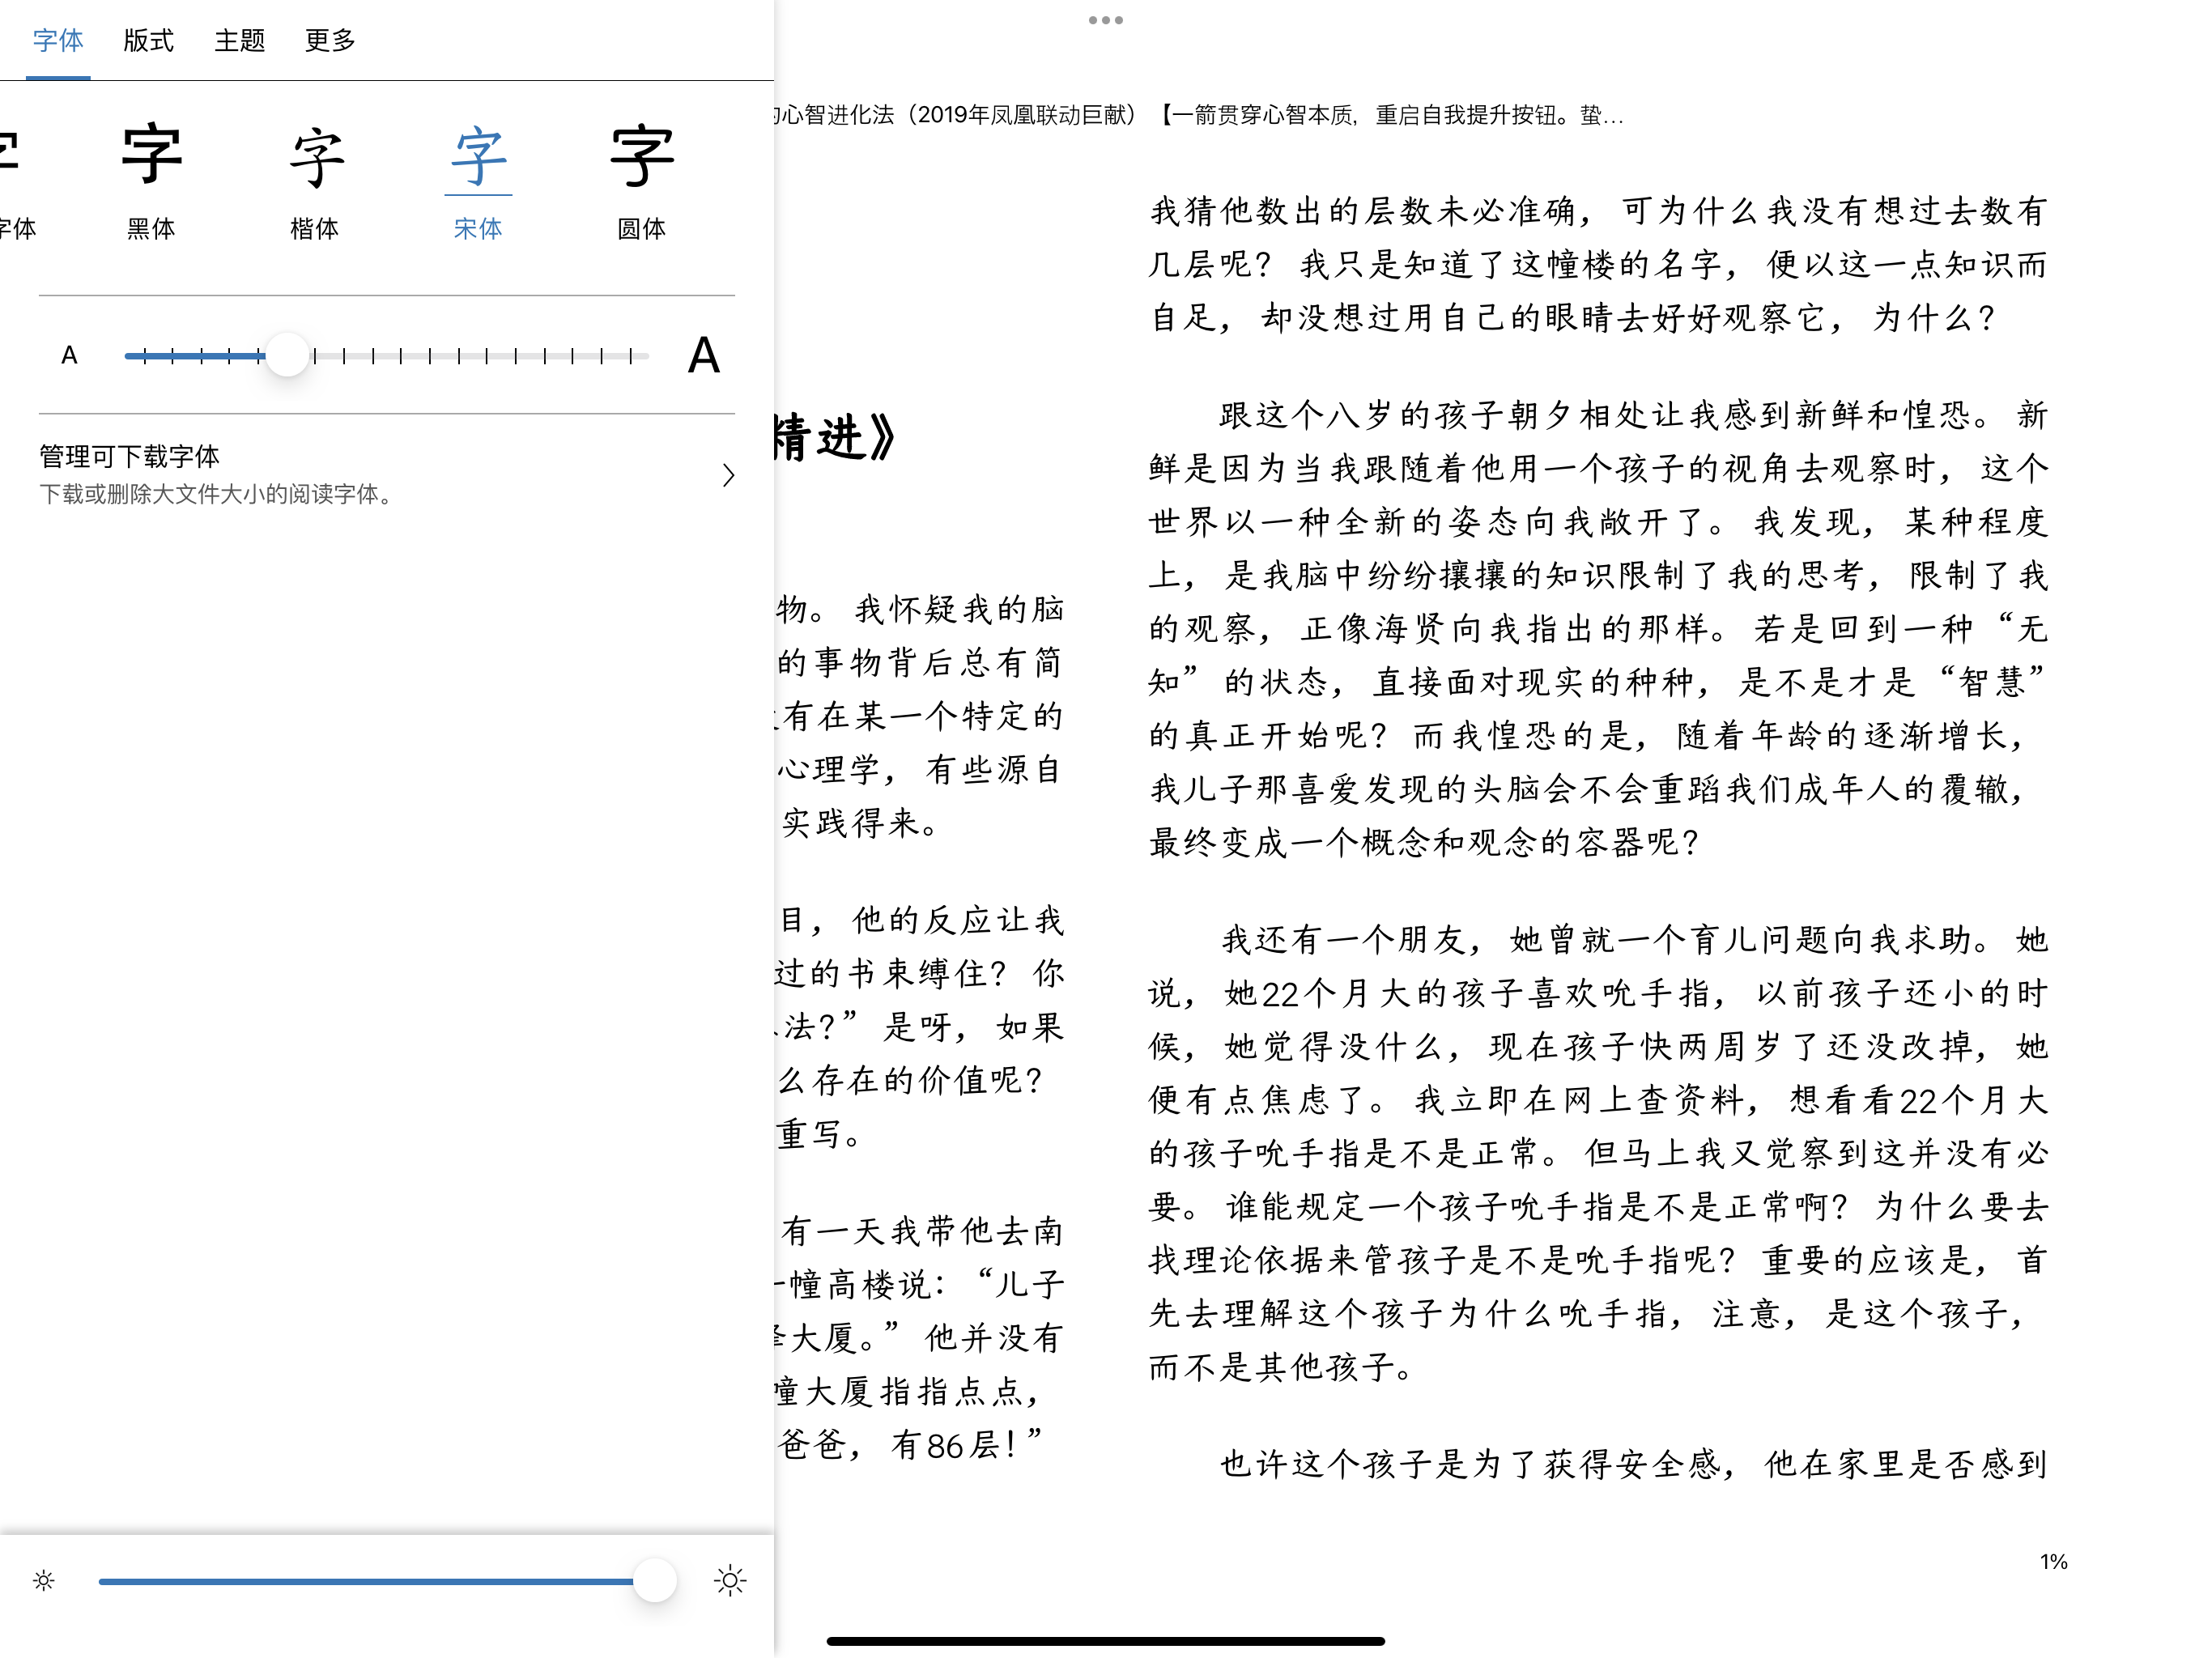 字体 版式 主题 更多
字 字 字 字
字体 黑体 楷体 宋体 圆体
A A
管理可下载字体
下载或删除大文件大小的阅读字体。
心智进化法（2019年凤凰联动巨献）【一箭贯穿心智本质，重启自我提升按钮。蛰…
精进》
物。我怀疑我的脑
的事物背后总有简
有在某一个特定的
心理学，有些源自
实践得来。
目，他的反应让我
过的书束缚住？你
法？”是呀，如果
么存在的价值呢？
重写。
有一天我带他去南
幢高楼说：“儿子
大厦。”他并没有
幢大厦指指点点，
爸爸，有86层！”
我猜他数出的层数未必准确，可为什么我没有想过去数有
几层呢？我只是知道了这幢楼的名字，便以这一点知识而
自足，却没想过用自己的眼睛去好好观察它，为什么？
跟这个八岁的孩子朝夕相处让我感到新鲜和惶恐。新
鲜是因为当我跟随着他用一个孩子的视角去观察时，这个
世界以一种全新的姿态向我敞开了。我发现，某种程度
上，是我脑中纷纷攘攘的知识限制了我的思考，限制了我
的观察，正像海贤向我指出的那样。若是回到一种“无
知”的状态，直接面对现实的种种，是不是才是“智慧”
的真正开始呢？而我惶恐的是，随着年龄的逐渐增长，
我儿子那喜爱发现的头脑会不会重蹈我们成年人的覆辙，
最终变成一个概念和观念的容器呢？
我还有一个朋友，她曾就一个育儿问题向我求助。她
说，她22个月大的孩子喜欢吮手指，以前孩子还小的时
候，她觉得没什么，现在孩子快两周岁了还没改掉，她
便有点焦虑了。我立即在网上查资料，想看看22个月大
的孩子吮手指是不是正常。但马上我又觉察到这并没有必
要。谁能规定一个孩子吮手指是不是正常啊？为什么要去
找理论依据来管孩子是不是吮手指呢？重要的应该是，首
先去理解这个孩子为什么吮手指，注意，是这个孩子，
而不是其他孩子。
也许这个孩子是为了获得安全感，他在家里是否感到
1%